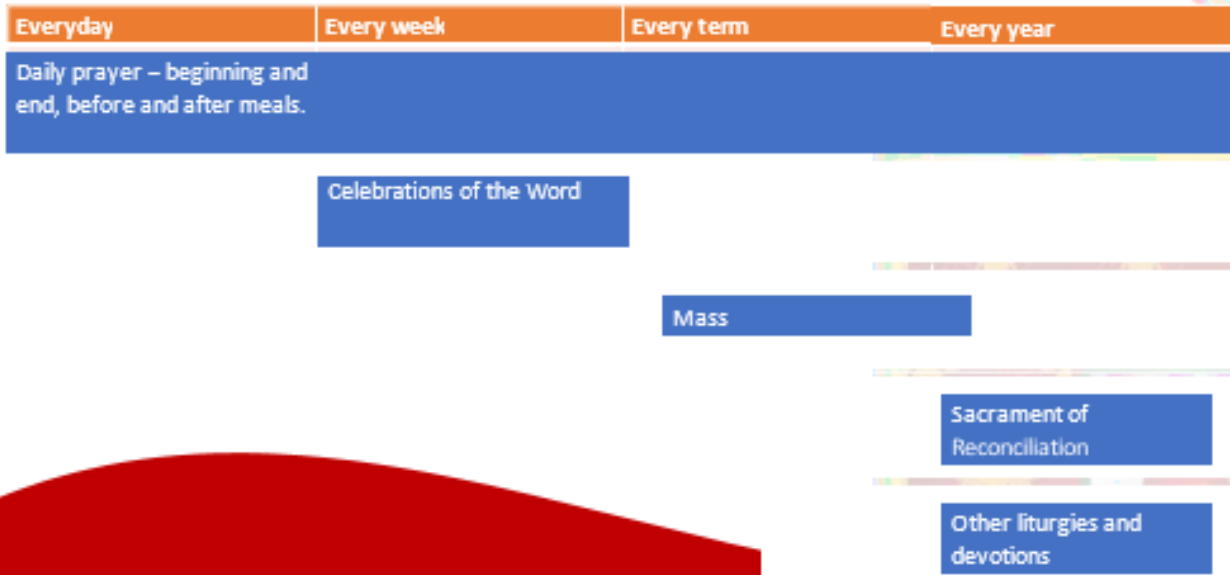 Everyday
Every week
Every term
Every year
Daily prayer – beginning and
end, before and after meals.
Celebrations of the Word
Mass
Sacrament of
Reconciliation
Other liturgies and
devotions